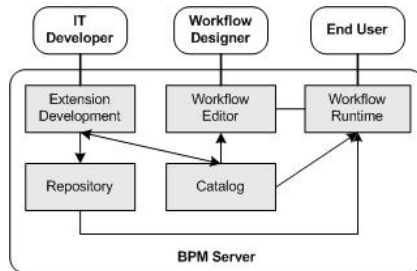 IT
Developer
Workflow
Designer
End User
Extension
Development
Workflow
Editor
Workflow
Runtime
Repository
Catalog
BPM Server